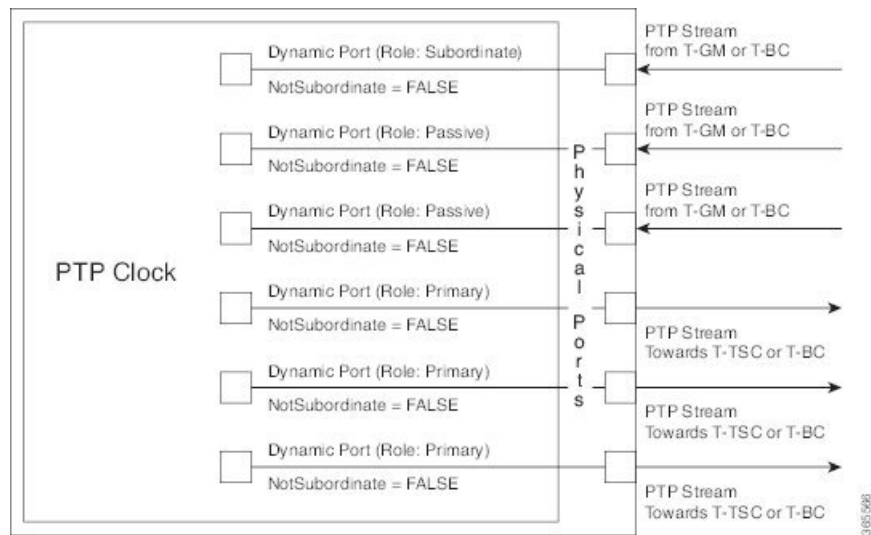 PTP Clock
Dynamic Port (Role: Subordinate)
NotSubordinate = FALSE
PTP Stream
from T-GM or T-BC
Dynamic Port (Role: Passive)
NotSubordinate = FALSE
PTP Stream
from T-GM or T-BC
Dynamic Port (Role: Passive)
NotSubordinate = FALSE
PTP Stream
from T-GM or T-BC
Physical Ports
Dynamic Port (Role: Primary)
NotSubordinate = FALSE
PTP Stream
Towards T-TSC or T-BC
Dynamic Port (Role: Primary)
NotSubordinate = FALSE
PTP Stream
Towards T-TSC or T-BC
Dynamic Port (Role: Primary)
NotSubordinate = FALSE
PTP Stream
Towards T-TSC or T-BC
365566